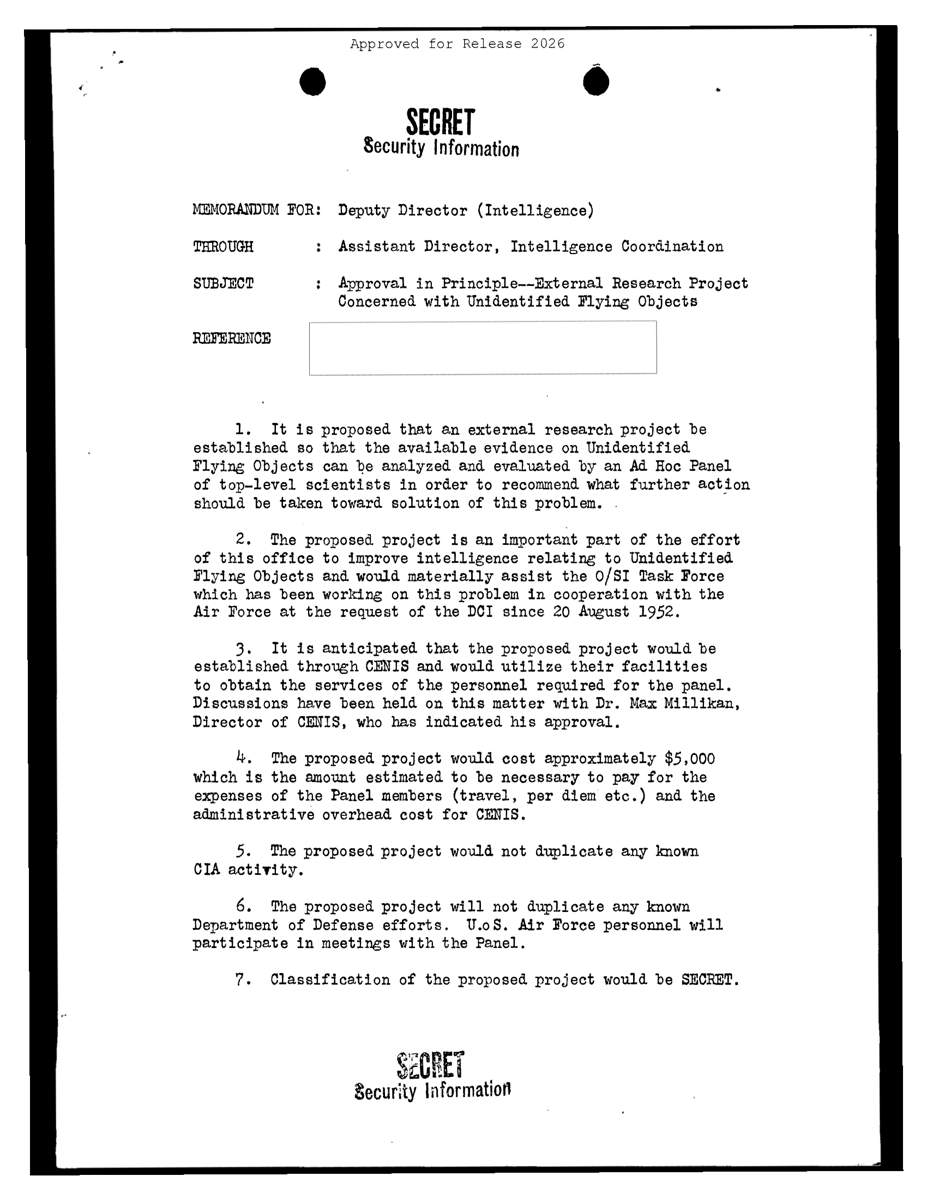 Approved for Release 2026
SECRET
Security Information
MEMORANDUM FOR: Deputy Director (Intelligence)
THROUGH : Assistant Director, Intelligence Coordination
SUBJECT : Approval in Principle--External Research Project
Concerned with Unidentified Flying Objects
REFERENCE
1. It is proposed that an external research project be
established so that the available evidence on Unidentified
Flying Objects can be analyzed and evaluated by an Ad Hoc Panel
of top-level scientists in order to recommend what further action
should be taken toward solution of this problem.
2. The proposed project is an important part of the effort
of this office to improve intelligence relating to Unidentified
Flying Objects and would materially assist the O/SI Task Force
which has been working on this problem in cooperation with the
Air Force at the request of the DCI since 20 August 1952.
3. It is anticipated that the proposed project would be
established through CENIS and would utilize their facilities
to obtain the services of the personnel required for the panel.
Discussions have been held on this matter with Dr. Max Millikan,
Director of CENIS, who has indicated his approval.
4. The proposed project would cost approximately $5,000
which is the amount estimated to be necessary to pay for the
expenses of the Panel members (travel, per diem etc.) and the
administrative overhead cost for CENIS.
5. The proposed project would not duplicate any known
CIA activity.
6. The proposed project will not duplicate any known
Department of Defense efforts. U.oS. Air Force personnel will
participate in meetings with the Panel.
7. Classification of the proposed project would be SECRET.
SECRET
Security Information